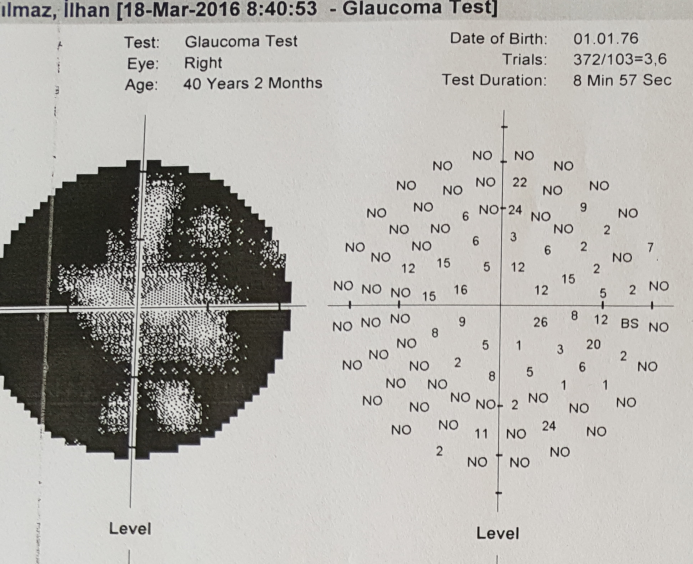 ılmaz, İlhan [18-Mar-2016 8:40:53 - Glaucoma Test]
Test: Glaucoma Test
Eye: Right
Age: 40 Years 2 Months
Date of Birth: 01.01.76
Trials: 372/103=3,6
Test Duration: 8 Min 57 Sec
NO NO
NO NO
NO NO NO 22 NO NO
NO NO 6 NO 24 NO 9 NO
NO NO NO 2
NO NO 6 3 6 2 7
NO 12 15 5 12 2 NO
15
NO NO NO 15 16 12 5 2 NO
NO NO NO 9 26 8 12 BS NO
8
NO 5 1 3 20
NO NO NO 2 6 2 NO
NO NO 8 5 1 1
NO NO NO 2 NO NO NO
NO NO 11 NO 24 NO
2 NO NO NO
Level
Level